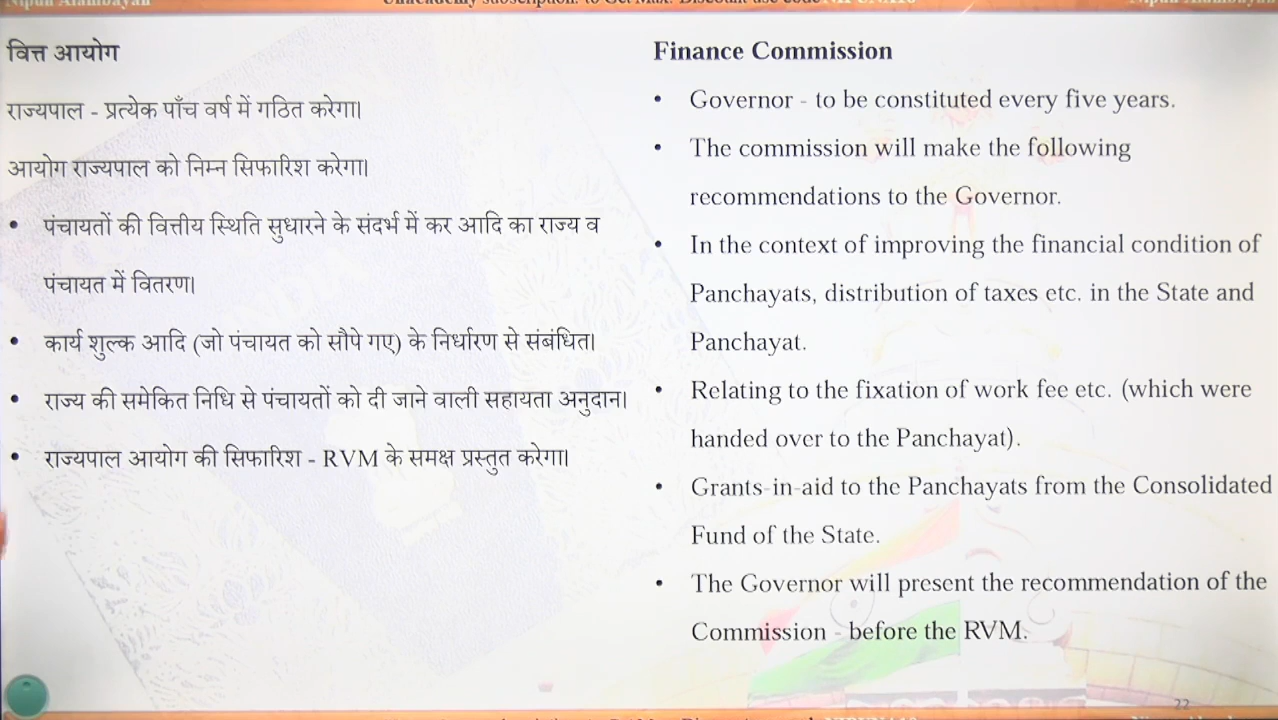 वित्त आयोग
राज्यपाल - प्रत्येक पाँच वर्ष में गठित करेगा।
आयोग राज्यपाल को निम्न सिफारिश करेगा।
• पंचायतों की वित्तीय स्थिति सुधारने के संदर्भ में कर आदि का राज्य व
पंचायत में वितरण।
• कार्य शुल्क आदि (जो पंचायत को सौपे गए) के निर्धारण से संबंधित।
• राज्य की समेकित निधि से पंचायतों को दी जाने वाली सहायता अनुदान।
• राज्यपाल आयोग की सिफारिश - RVM के समक्ष प्रस्तुत करेगा।
Finance Commission
• Governor - to be constituted every five years.
• The commission will make the following
recommendations to the Governor.
• In the context of improving the financial condition of
Panchayats, distribution of taxes etc. in the State and
Panchayat.
• Relating to the fixation of work fee etc. (which were
handed over to the Panchayat).
• Grants-in-aid to the Panchayats from the Consolidated
Fund of the State.
• The Governor will present the recommendation of the
Commission - before the RVM.
22